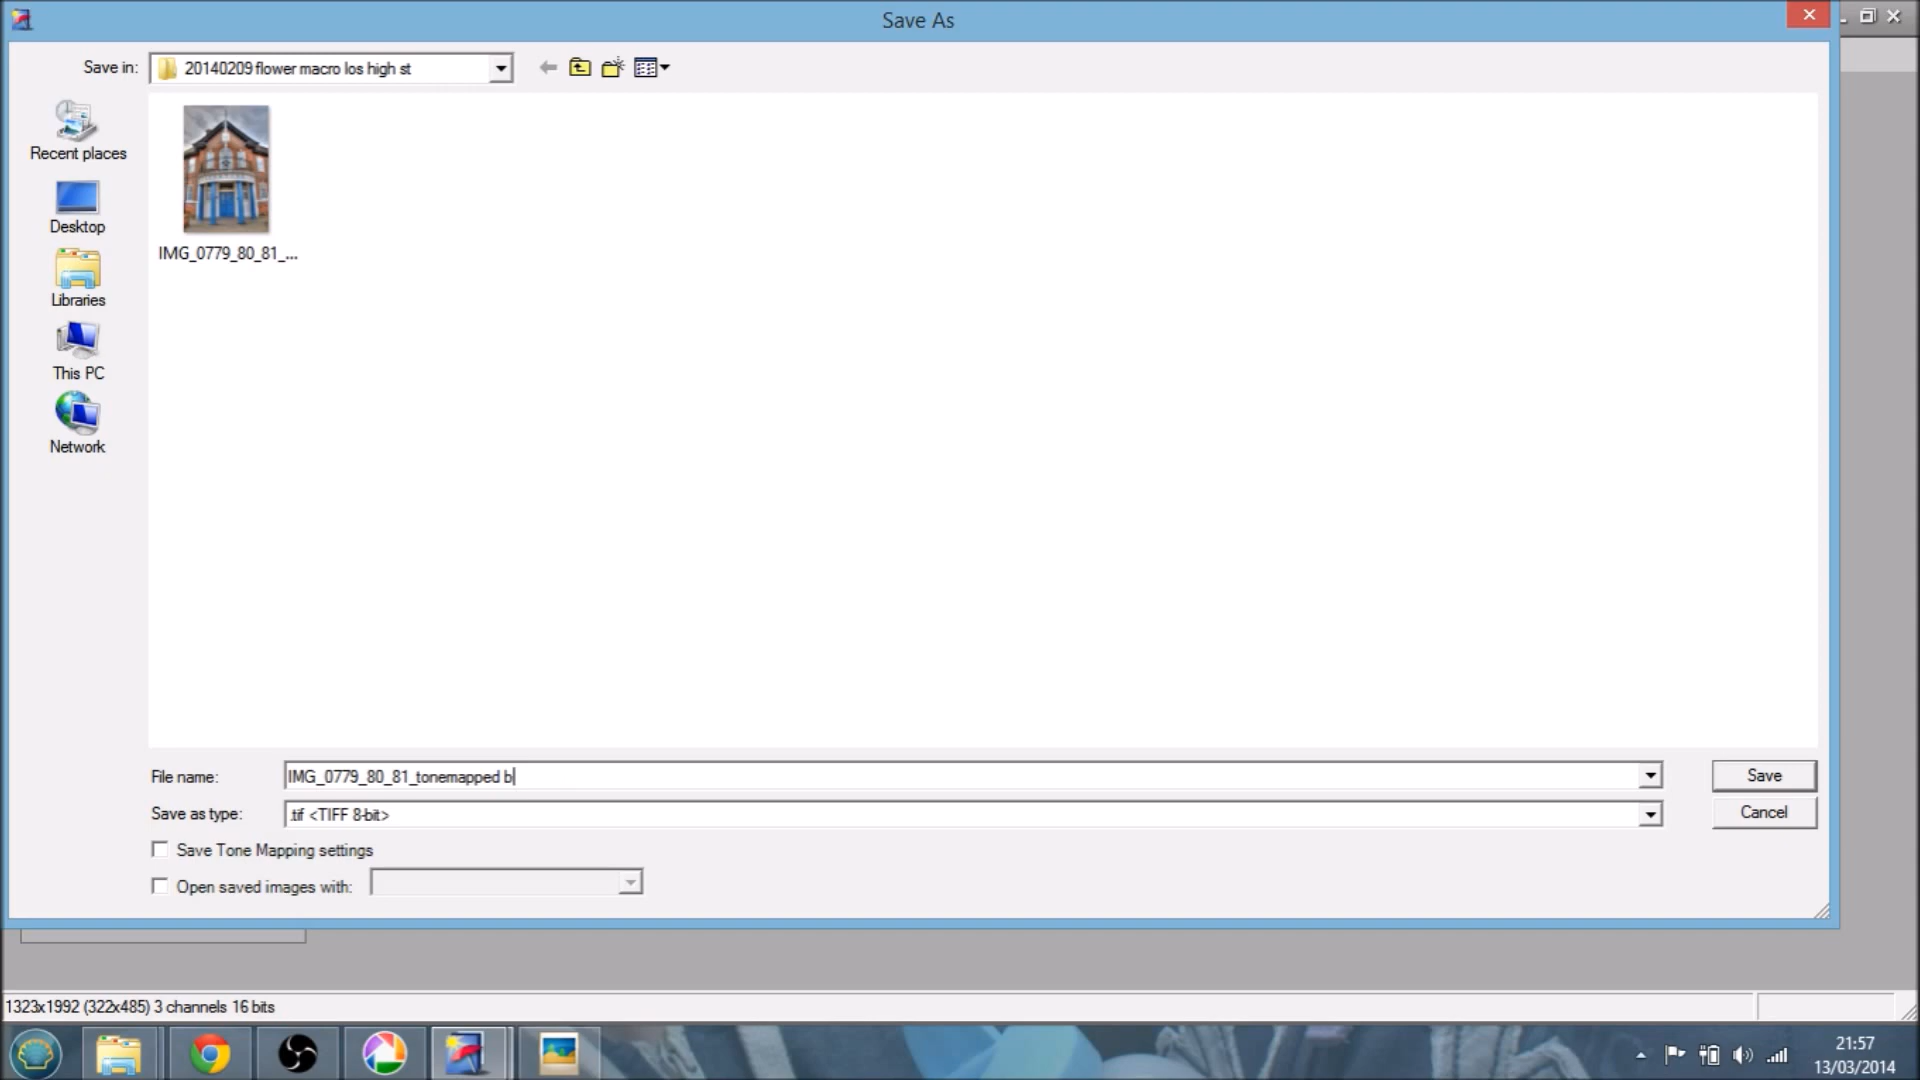 Save As
Save in:
20140209 flower macro los high st
Recent places
Desktop
Libraries
This PC
Network
IMG_0779_80_81_...
File name:
IMG_0779_80_81_tonemapped b
Save
Save as type:
.tif <TIFF 8-bit>
Cancel
Save Tone Mapping settings
Open saved images with:
1323x1992 (322x485) 3 channels 16 bits
21:57
13/03/2014